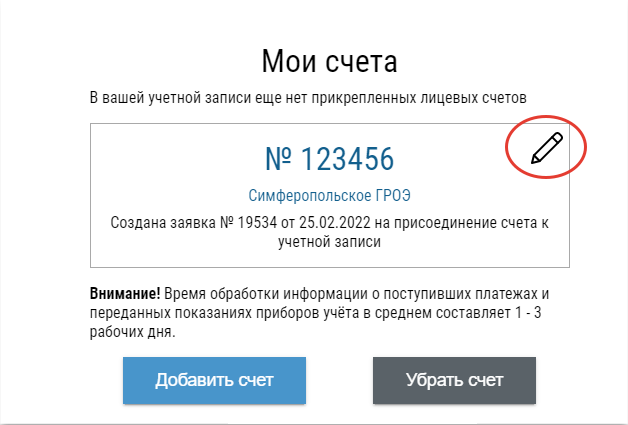 Мои счета
В вашей учетной записи еще нет прикрепленных лицевых счетов
№ 123456
Симферопольское ГРОЭ
Создана заявка № 19534 от 25.02.2022 на присоединение счета к
учетной записи
Внимание! Время обработки информации о поступивших платежах и
переданных показаниях приборов учёта в среднем составляет 1 - 3
рабочих дня.
Добавить счет
Убрать счет